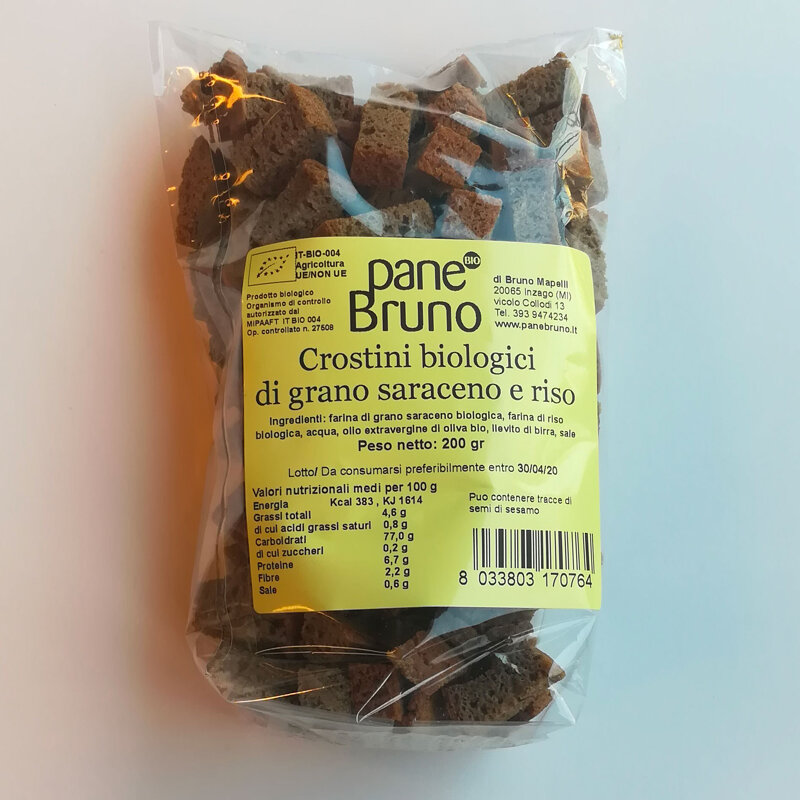 IT-BIO-004
Agricoltura
UE/NON UE
Prodotto biologico
Organismo di controllo
autorizzato dal
MIPAAFT IT BIO 004
Op. controllato n. 27508
pane BIO
Bruno
di Bruno Mapelli
20065 Inzago (MI)
vicolo Collodi 13
Tel. 393 9474234
www.panebruno.it
Crostini biologici
di grano saraceno e riso
Ingredienti: farina di grano saraceno biologica, farina di riso
biologica, acqua, olio extravergine di oliva bio, lievito di birra, sale
Peso netto: 200 gr
Lotto/ Da consumarsi preferibilmente entro 30/04/20
Valori nutrizionali medi per 100 g
Energia Kcal 383 , KJ 1614
Grassi totali 4,6 g
di cui acidi grassi saturi 0,8 g
Carboidrati 77,0 g
di cui zuccheri 0,2 g
Proteine 6,7 g
Fibre 2,2 g
Sale 0,6 g
Puo contenere tracce di
semi di sesamo
8 033803 170764